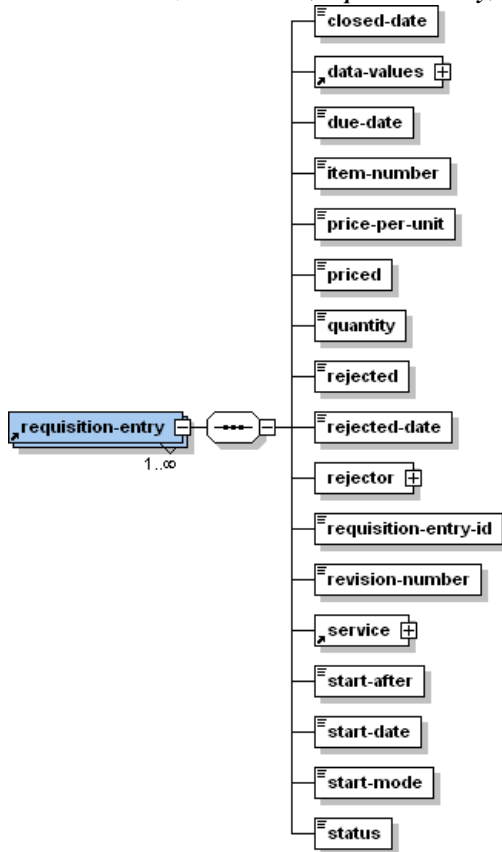 closed-date
data-values
due-date
item-number
price-per-unit
priced
quantity
rejected
requisition-entry
1..∞
rejected-date
rejector
requisition-entry-id
revision-number
service
start-after
start-date
start-mode
status